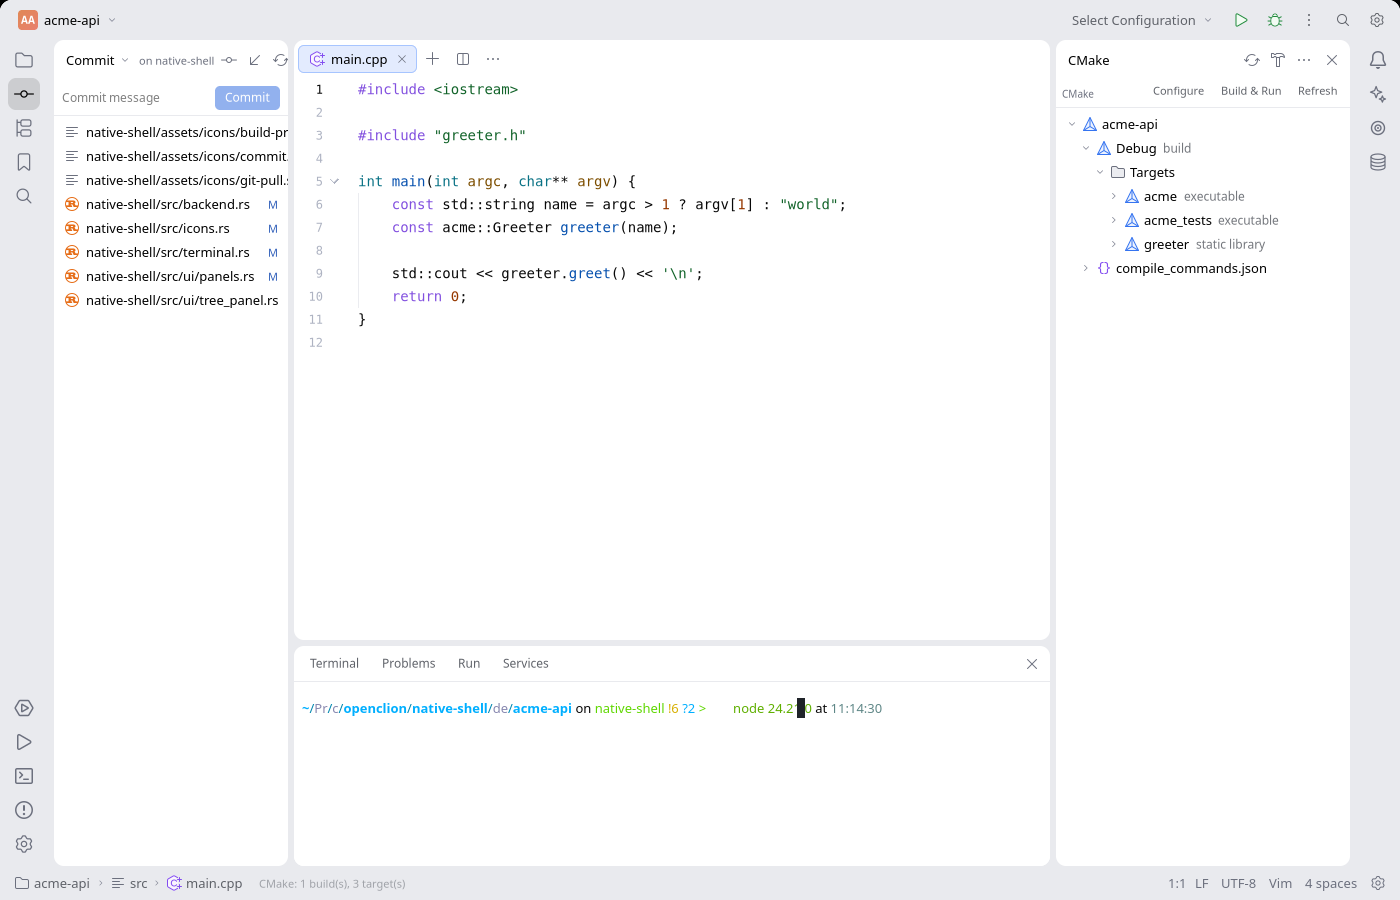 AA acme-api
Select Configuration
Commit on native-shell
Commit message
Commit
native-shell/assets/icons/build-pr
native-shell/assets/icons/commit.
native-shell/assets/icons/git-pull.s
native-shell/src/backend.rs M
native-shell/src/icons.rs M
native-shell/src/terminal.rs M
native-shell/src/ui/panels.rs M
native-shell/src/ui/tree_panel.rs
main.cpp
1 #include <iostream>
2
3 #include "greeter.h"
4
5 int main(int argc, char** argv) {
6 const std::string name = argc > 1 ? argv[1] : "world";
7 const acme::Greeter greeter(name);
8
9 std::cout << greeter.greet() << '\n';
10 return 0;
11 }
12
Terminal Problems Run Services
~/Pr/c/openclion/native-shell/de/acme-api on native-shell !6 ?2 > node 24.2 0 at 11:14:30
CMake
CMake Configure Build & Run Refresh
acme-api
Debug build
Targets
acme executable
acme_tests executable
greeter static library
{} compile_commands.json
acme-api src main.cpp CMake: 1 build(s), 3 target(s)
1:1 LF UTF-8 Vim 4 spaces